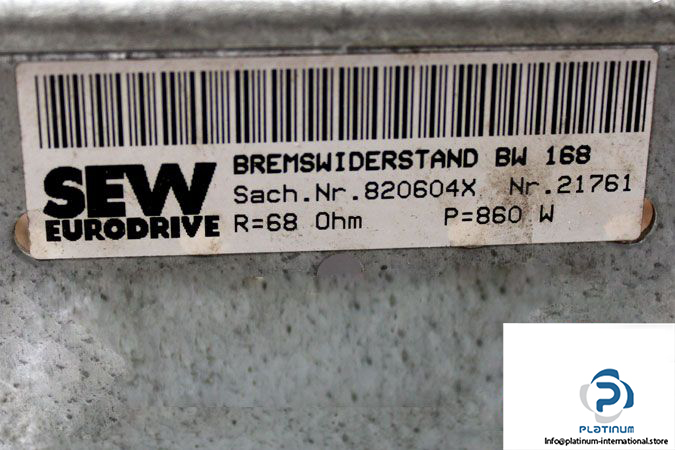 SEW
EURODRIVE
BREMSWIDERSTAND BW 168
Sach.Nr.820604X Nr.21761
R=68 Ohm P=860 W
PLATINUM
Info@platinum-international.store